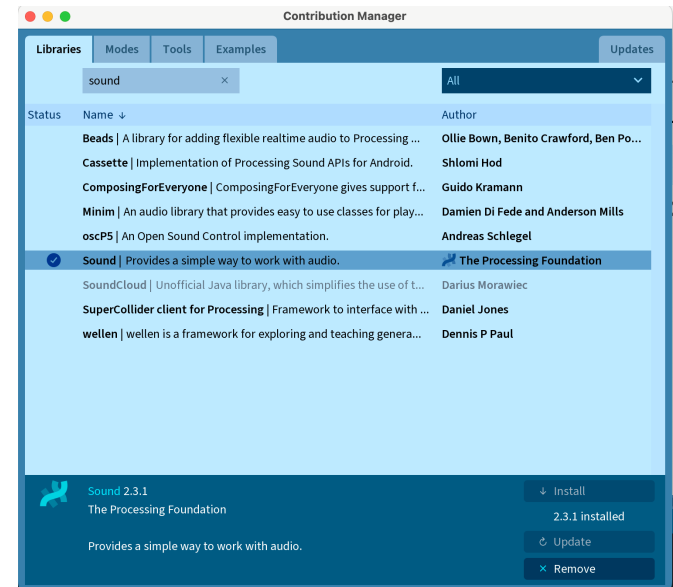 Contribution Manager
Libraries Modes Tools Examples Updates
sound × All
Status Name ↓ Author
Beads | A library for adding flexible realtime audio to Processing ... Ollie Bown, Benito Crawford, Ben Po...
Cassette | Implementation of Processing Sound APIs for Android. Shlomi Hod
ComposingForEveryone | ComposingForEveryone gives support f... Guido Kramann
Minim | An audio library that provides easy to use classes for play... Damien Di Fede and Anderson Mills
oscP5 | An Open Sound Control implementation. Andreas Schlegel
Sound | Provides a simple way to work with audio. The Processing Foundation
SoundCloud | Unofficial Java library, which simplifies the use of t... Darius Morawiec
SuperCollider client for Processing | Framework to interface with ... Daniel Jones
wellen | wellen is a framework for exploring and teaching genera... Dennis P Paul
Sound 2.3.1
The Processing Foundation
Provides a simple way to work with audio.
↓ Install
2.3.1 installed
Update
× Remove